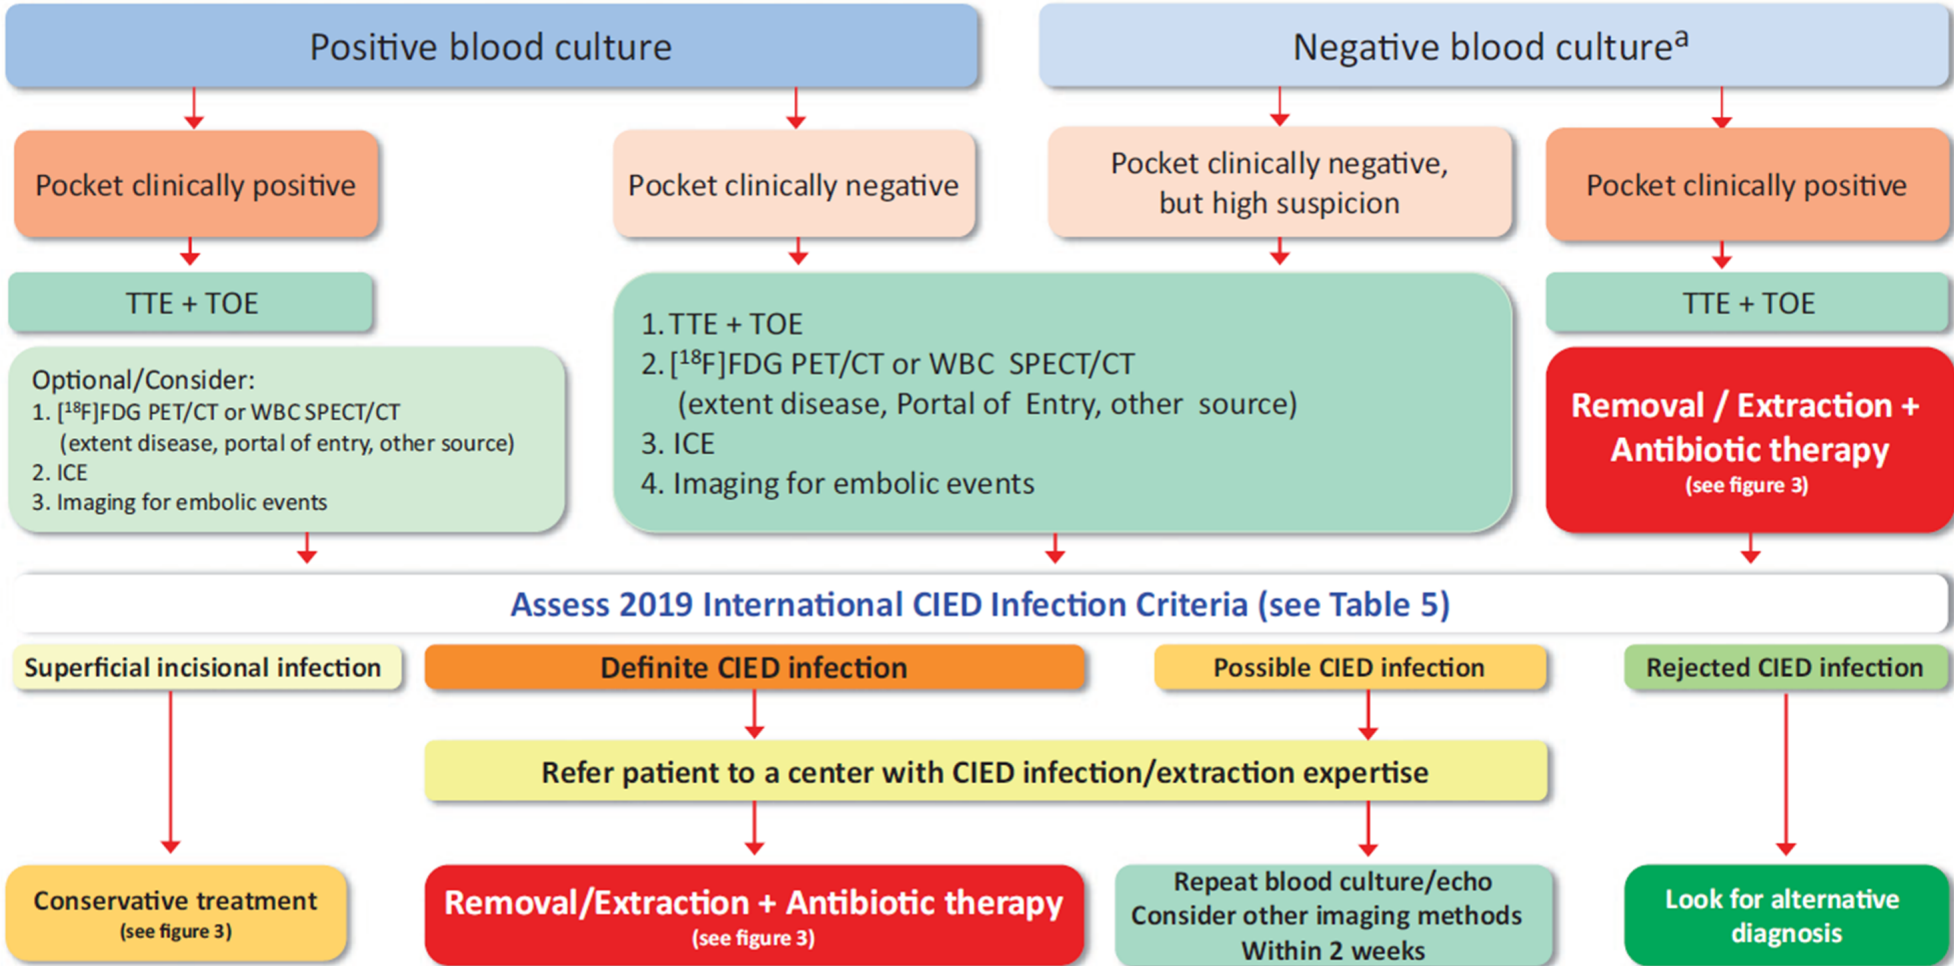 Positive blood culture
Negative blood cultureᵃ
Pocket clinically positive
Pocket clinically negative
Pocket clinically negative,
but high suspicion
Pocket clinically positive
TTE + TOE
Optional/Consider:
1. [¹⁸F]FDG PET/CT or WBC SPECT/CT
(extent disease, portal of entry, other source)
2. ICE
3. Imaging for embolic events
1. TTE + TOE
2. [¹⁸F]FDG PET/CT or WBC SPECT/CT
(extent disease, Portal of Entry, other source)
3. ICE
4. Imaging for embolic events
TTE + TOE
Removal / Extraction +
Antibiotic therapy
(see figure 3)
Assess 2019 International CIED Infection Criteria (see Table 5)
Superficial incisional infection
Definite CIED infection
Possible CIED infection
Rejected CIED infection
Refer patient to a center with CIED infection/extraction expertise
Conservative treatment
(see figure 3)
Removal/Extraction + Antibiotic therapy
(see figure 3)
Repeat blood culture/echo
Consider other imaging methods
Within 2 weeks
Look for alternative
diagnosis